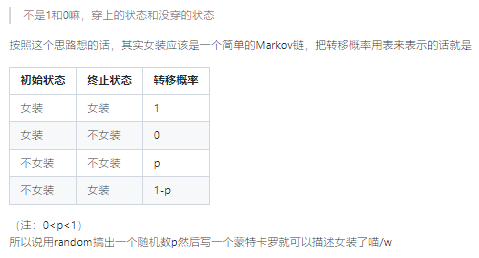 不是1和0嘛，穿上的状态和没穿的状态
按照这个思路想的话，其实女装应该是一个简单的Markov链，把转移概率用表来表示的话就是
初始状态 终止状态 转移概率
女装 女装 1
女装 不女装 0
不女装 不女装 p
不女装 女装 1-p
（注：0<p<1）
所以说用random搞出一个随机数p然后写一个蒙特卡罗就可以描述女装了喵/w